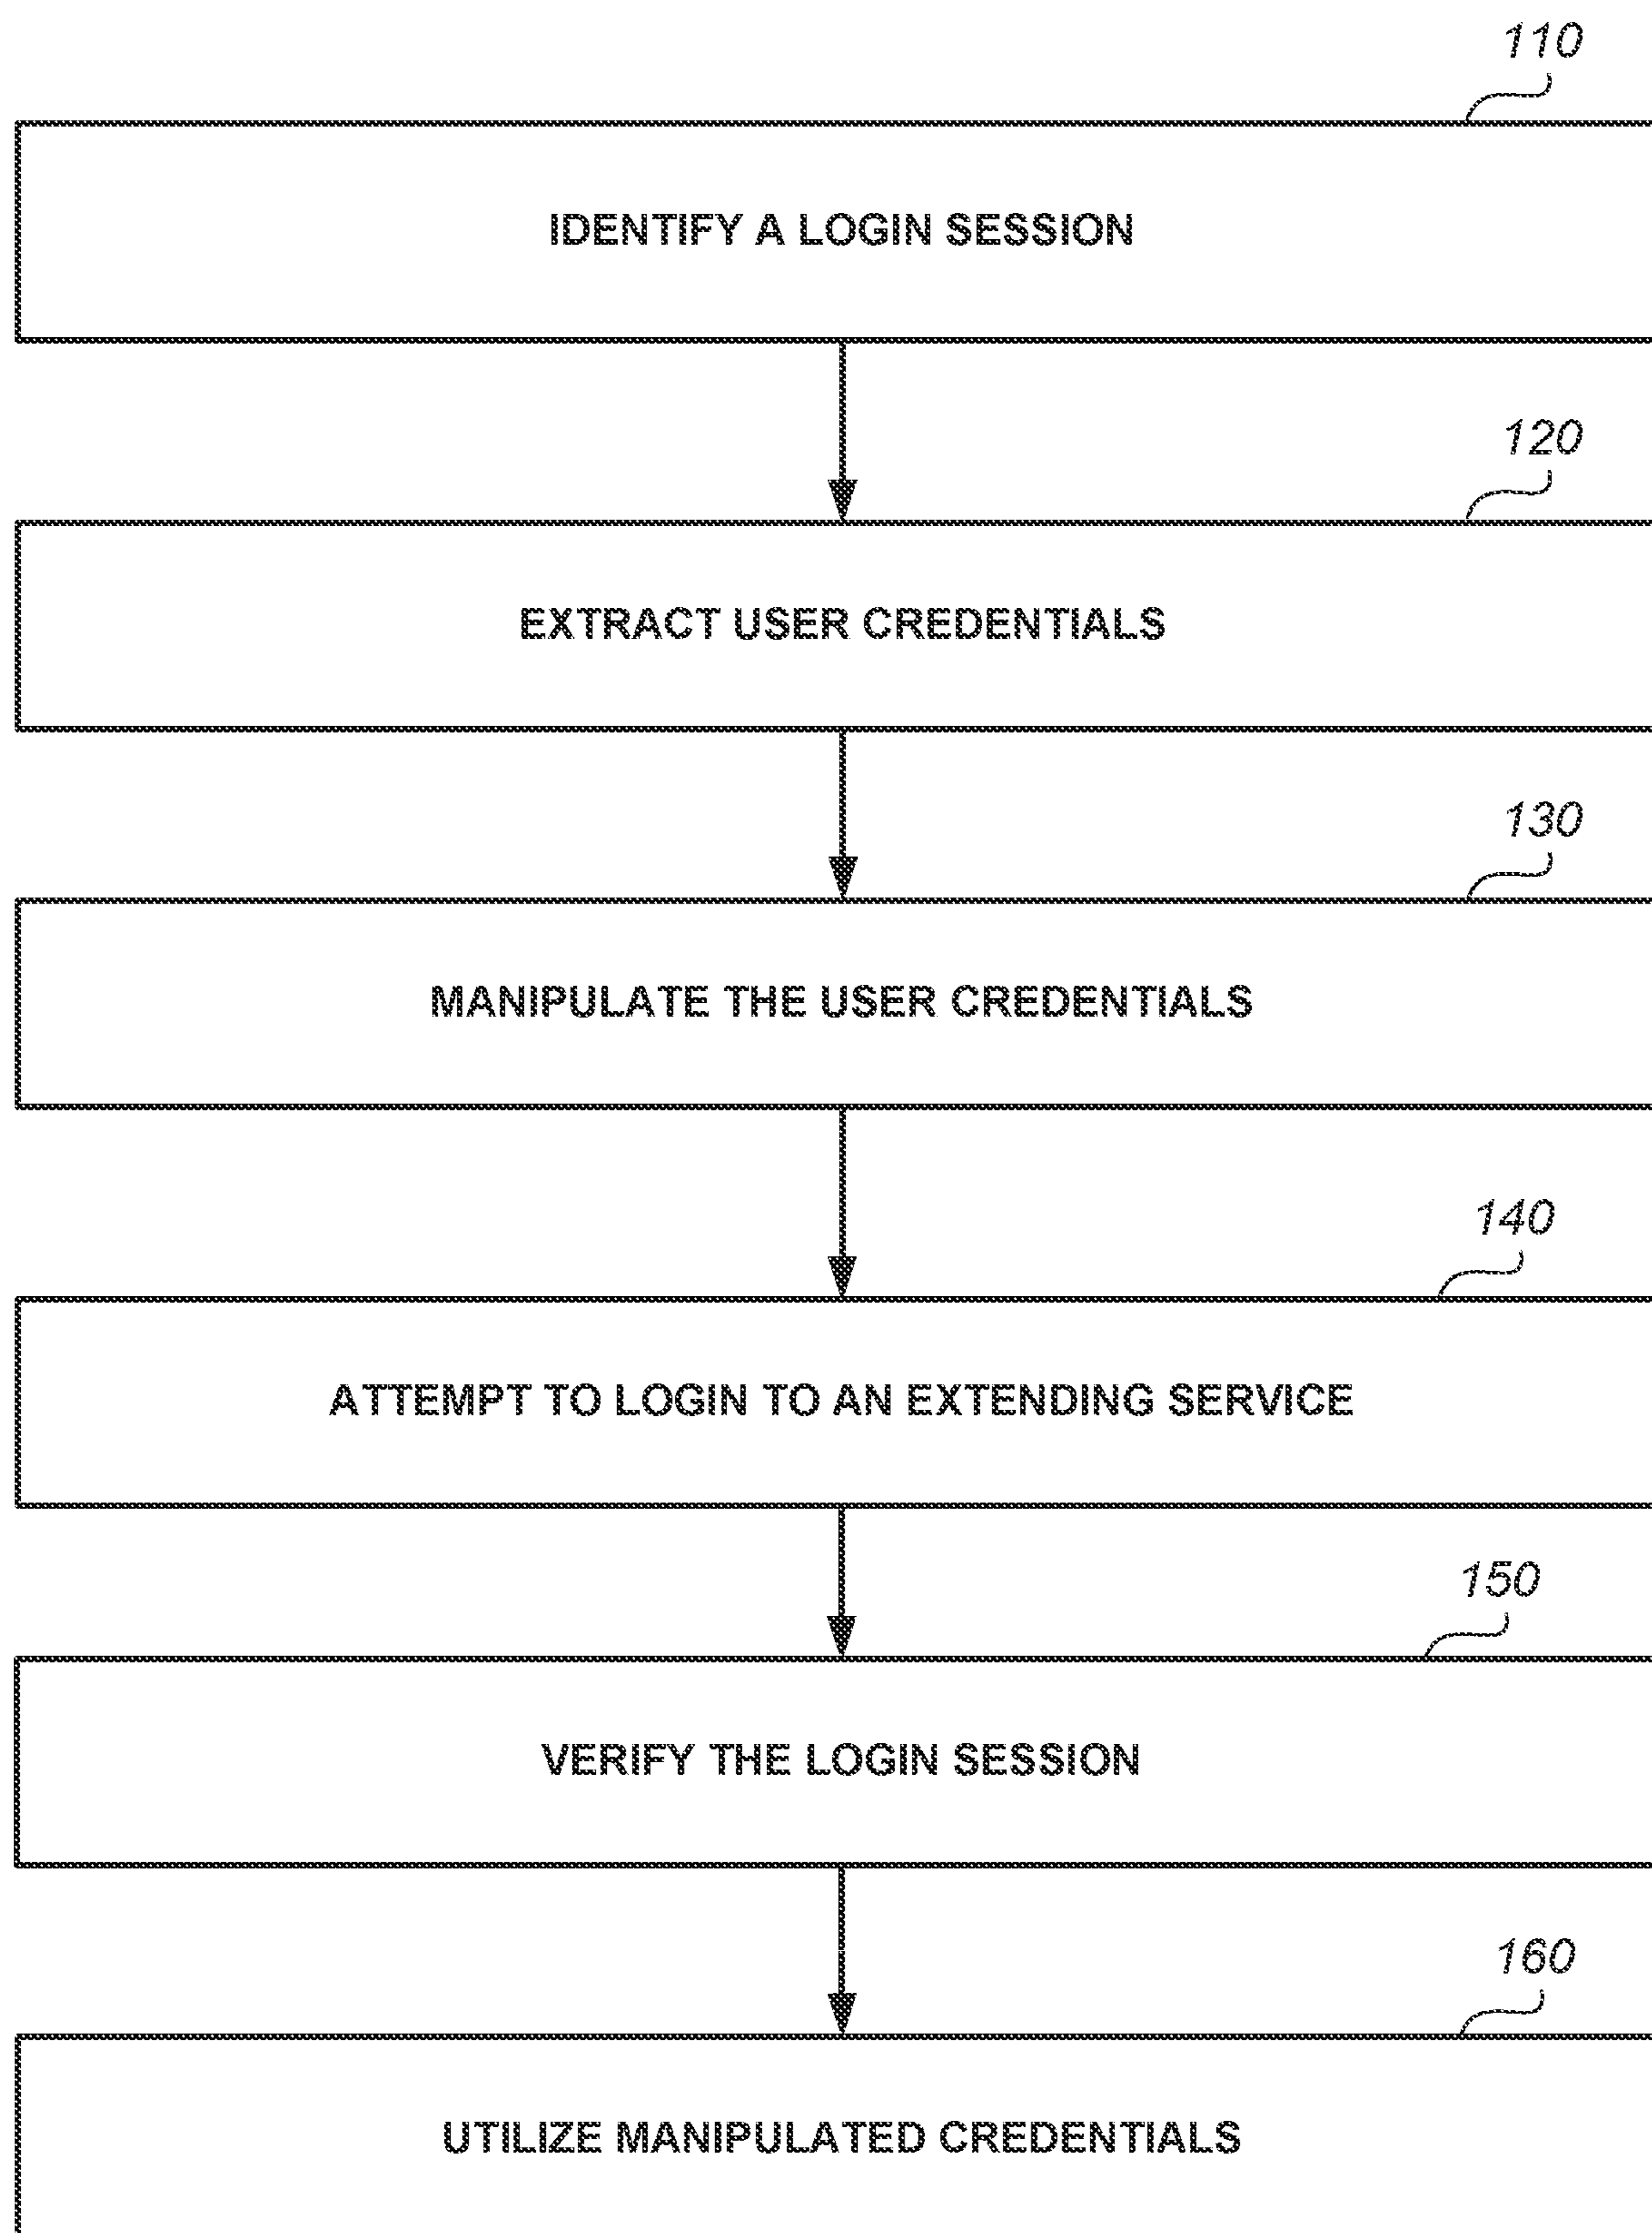 110
IDENTIFY A LOGIN SESSION
120
EXTRACT USER CREDENTIALS
130
MANIPULATE THE USER CREDENTIALS
140
ATTEMPT TO LOGIN TO AN EXTENDING SERVICE
150
VERIFY THE LOGIN SESSION
160
UTILIZE MANIPULATED CREDENTIALS